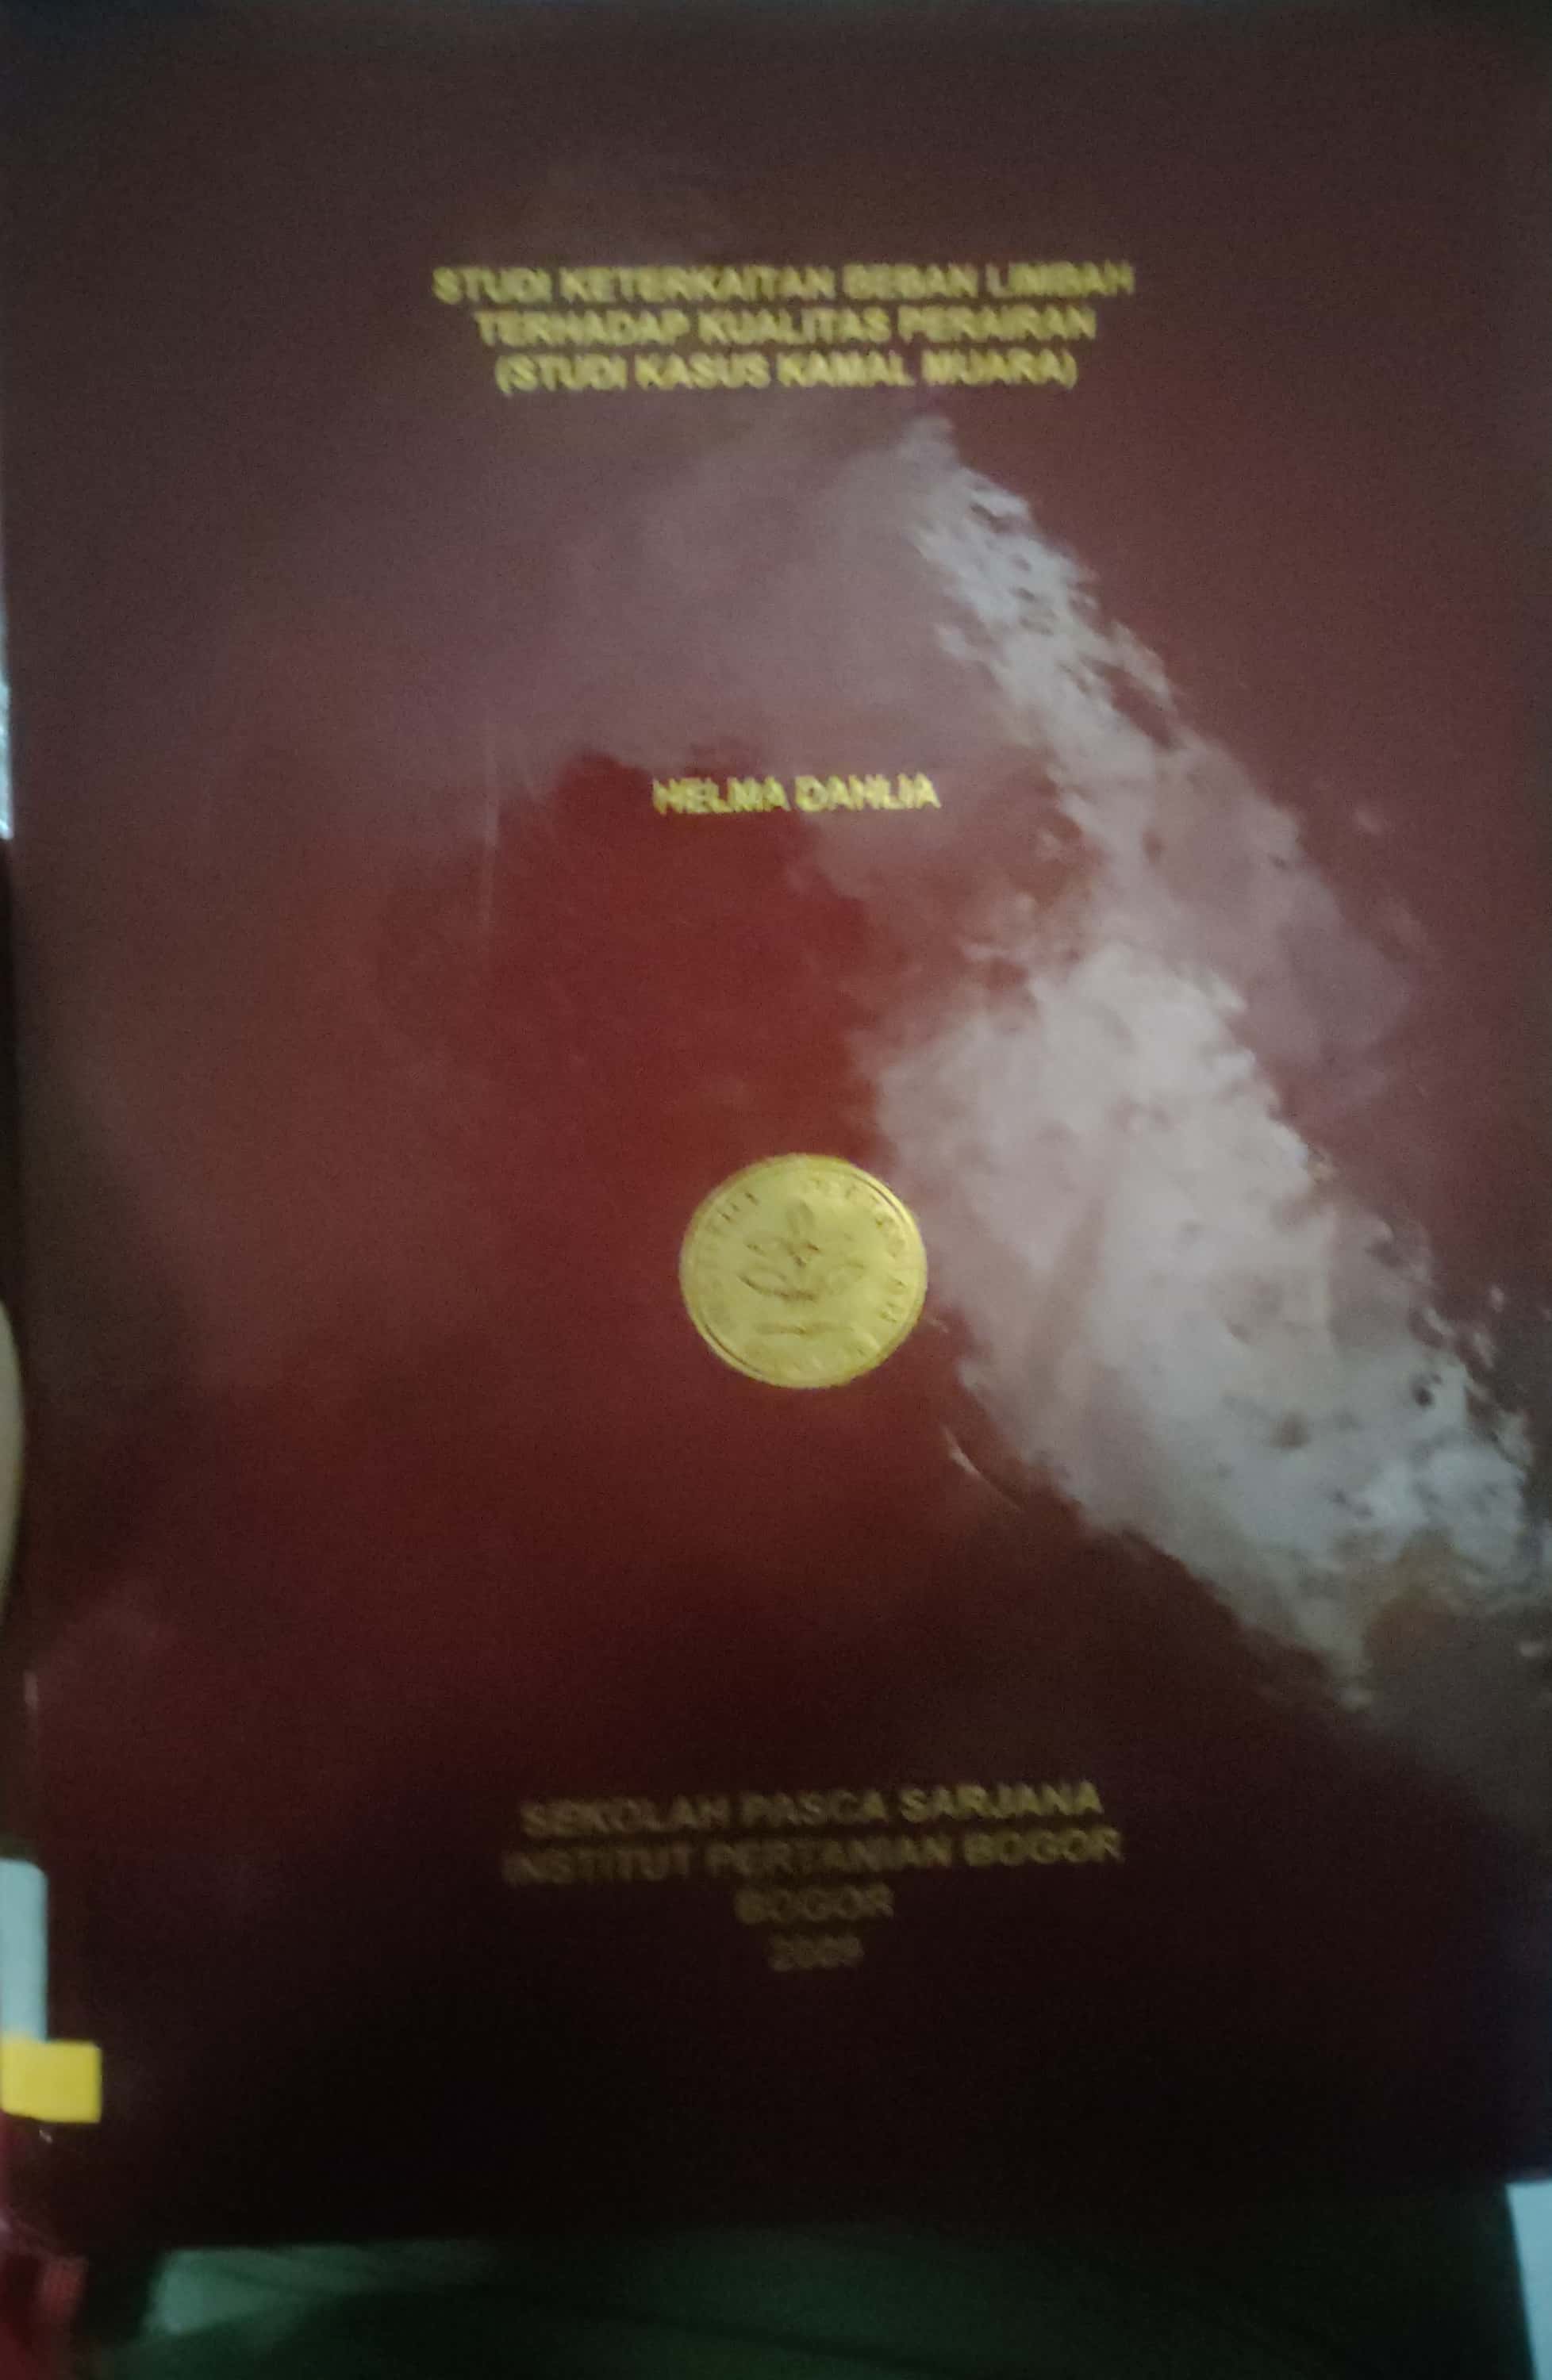 STUDI KETERKAITAN BEBAN LIMBAH
TERHADAP KUALITAS PERAIRAN
(STUDI KASUS KAMAL MUARA)
HELMA DAHLIA
SEKOLAH PASCA SARJANA
INSTITUT PERTANIAN BOGOR
BOGOR